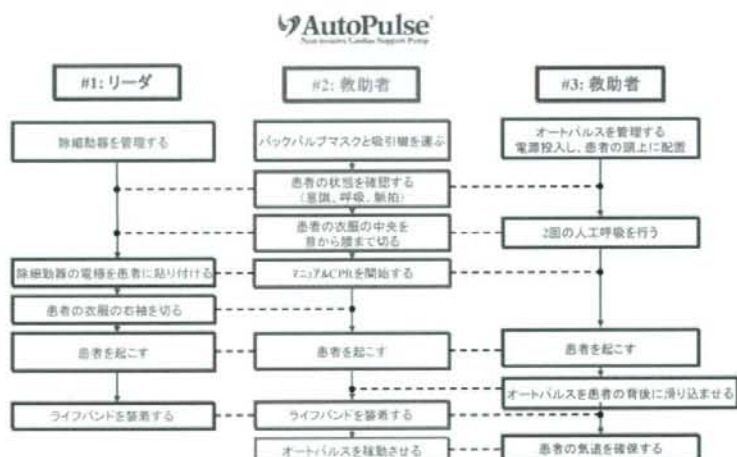 AutoPulse
Non-invasive Cardiac Support Pump
#1: リーダ
#2: 救助者
#3: 救助者
除細動器を管理する
バックバルブマスクと吸引機を運ぶ
オートパルスを管理する
電源投入し、患者の頭上に配置
患者の状態を確認する
(意識、呼吸、脈拍)
患者の衣服の中央を
首から腰まで切る
2回の人工呼吸を行う
除細動器の電極を患者に貼り付ける
マニュアルCPRを開始する
患者の衣服の右袖を切る
患者を起こす
患者を起こす
患者を起こす
オートパルスを患者の背後に滑り込ませる
ライフバンドを装着する
ライフバンドを装着する
オートパルスを稼動させる
患者の気道を確保する